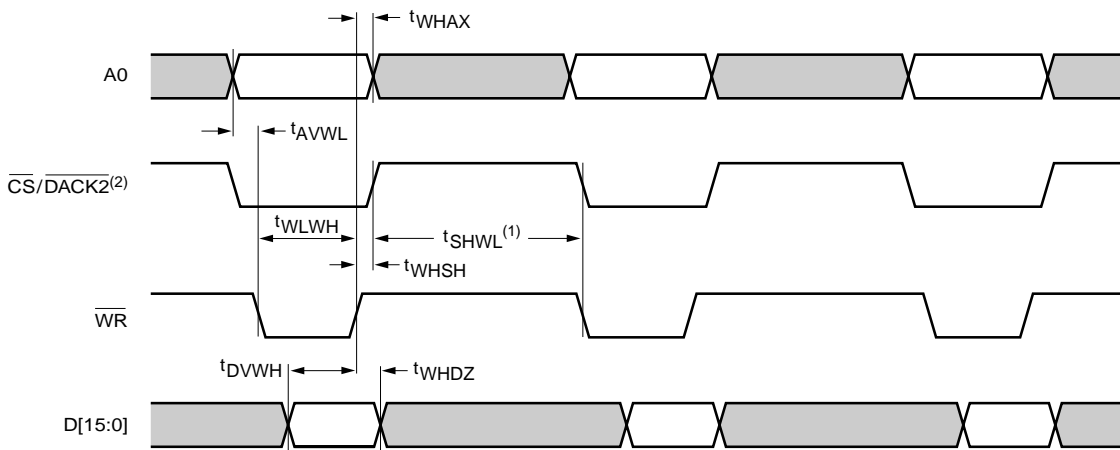 tWHAX
A0
tAVWL
CS/DACK2(2)
tWLWH
tSHWL(1)
tWHSH
WR
tDVWH
tWHDZ
D[15:0]